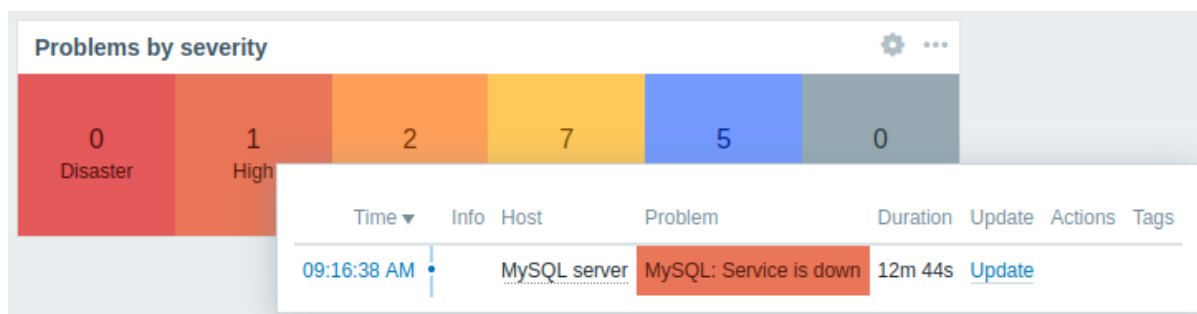 Problems by severity
0 1 2 7 5 0
Disaster High
Time Info Host Problem Duration Update Actions Tags
09:16:38 AM MySQL server MySQL: Service is down 12m 44s Update